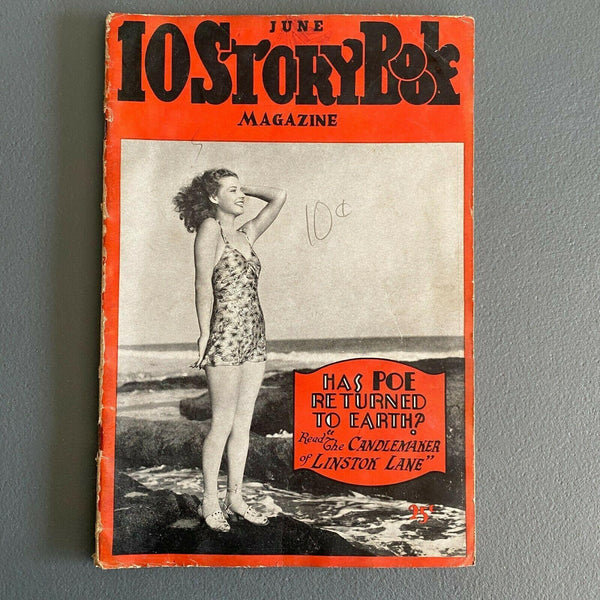 JUNE
10 STORY BOOK
MAGAZINE
10¢
HAS POE
RETURNED
TO EARTH?
Read "The CANDLEMAKER
of LINSTOK LANE"
25¢